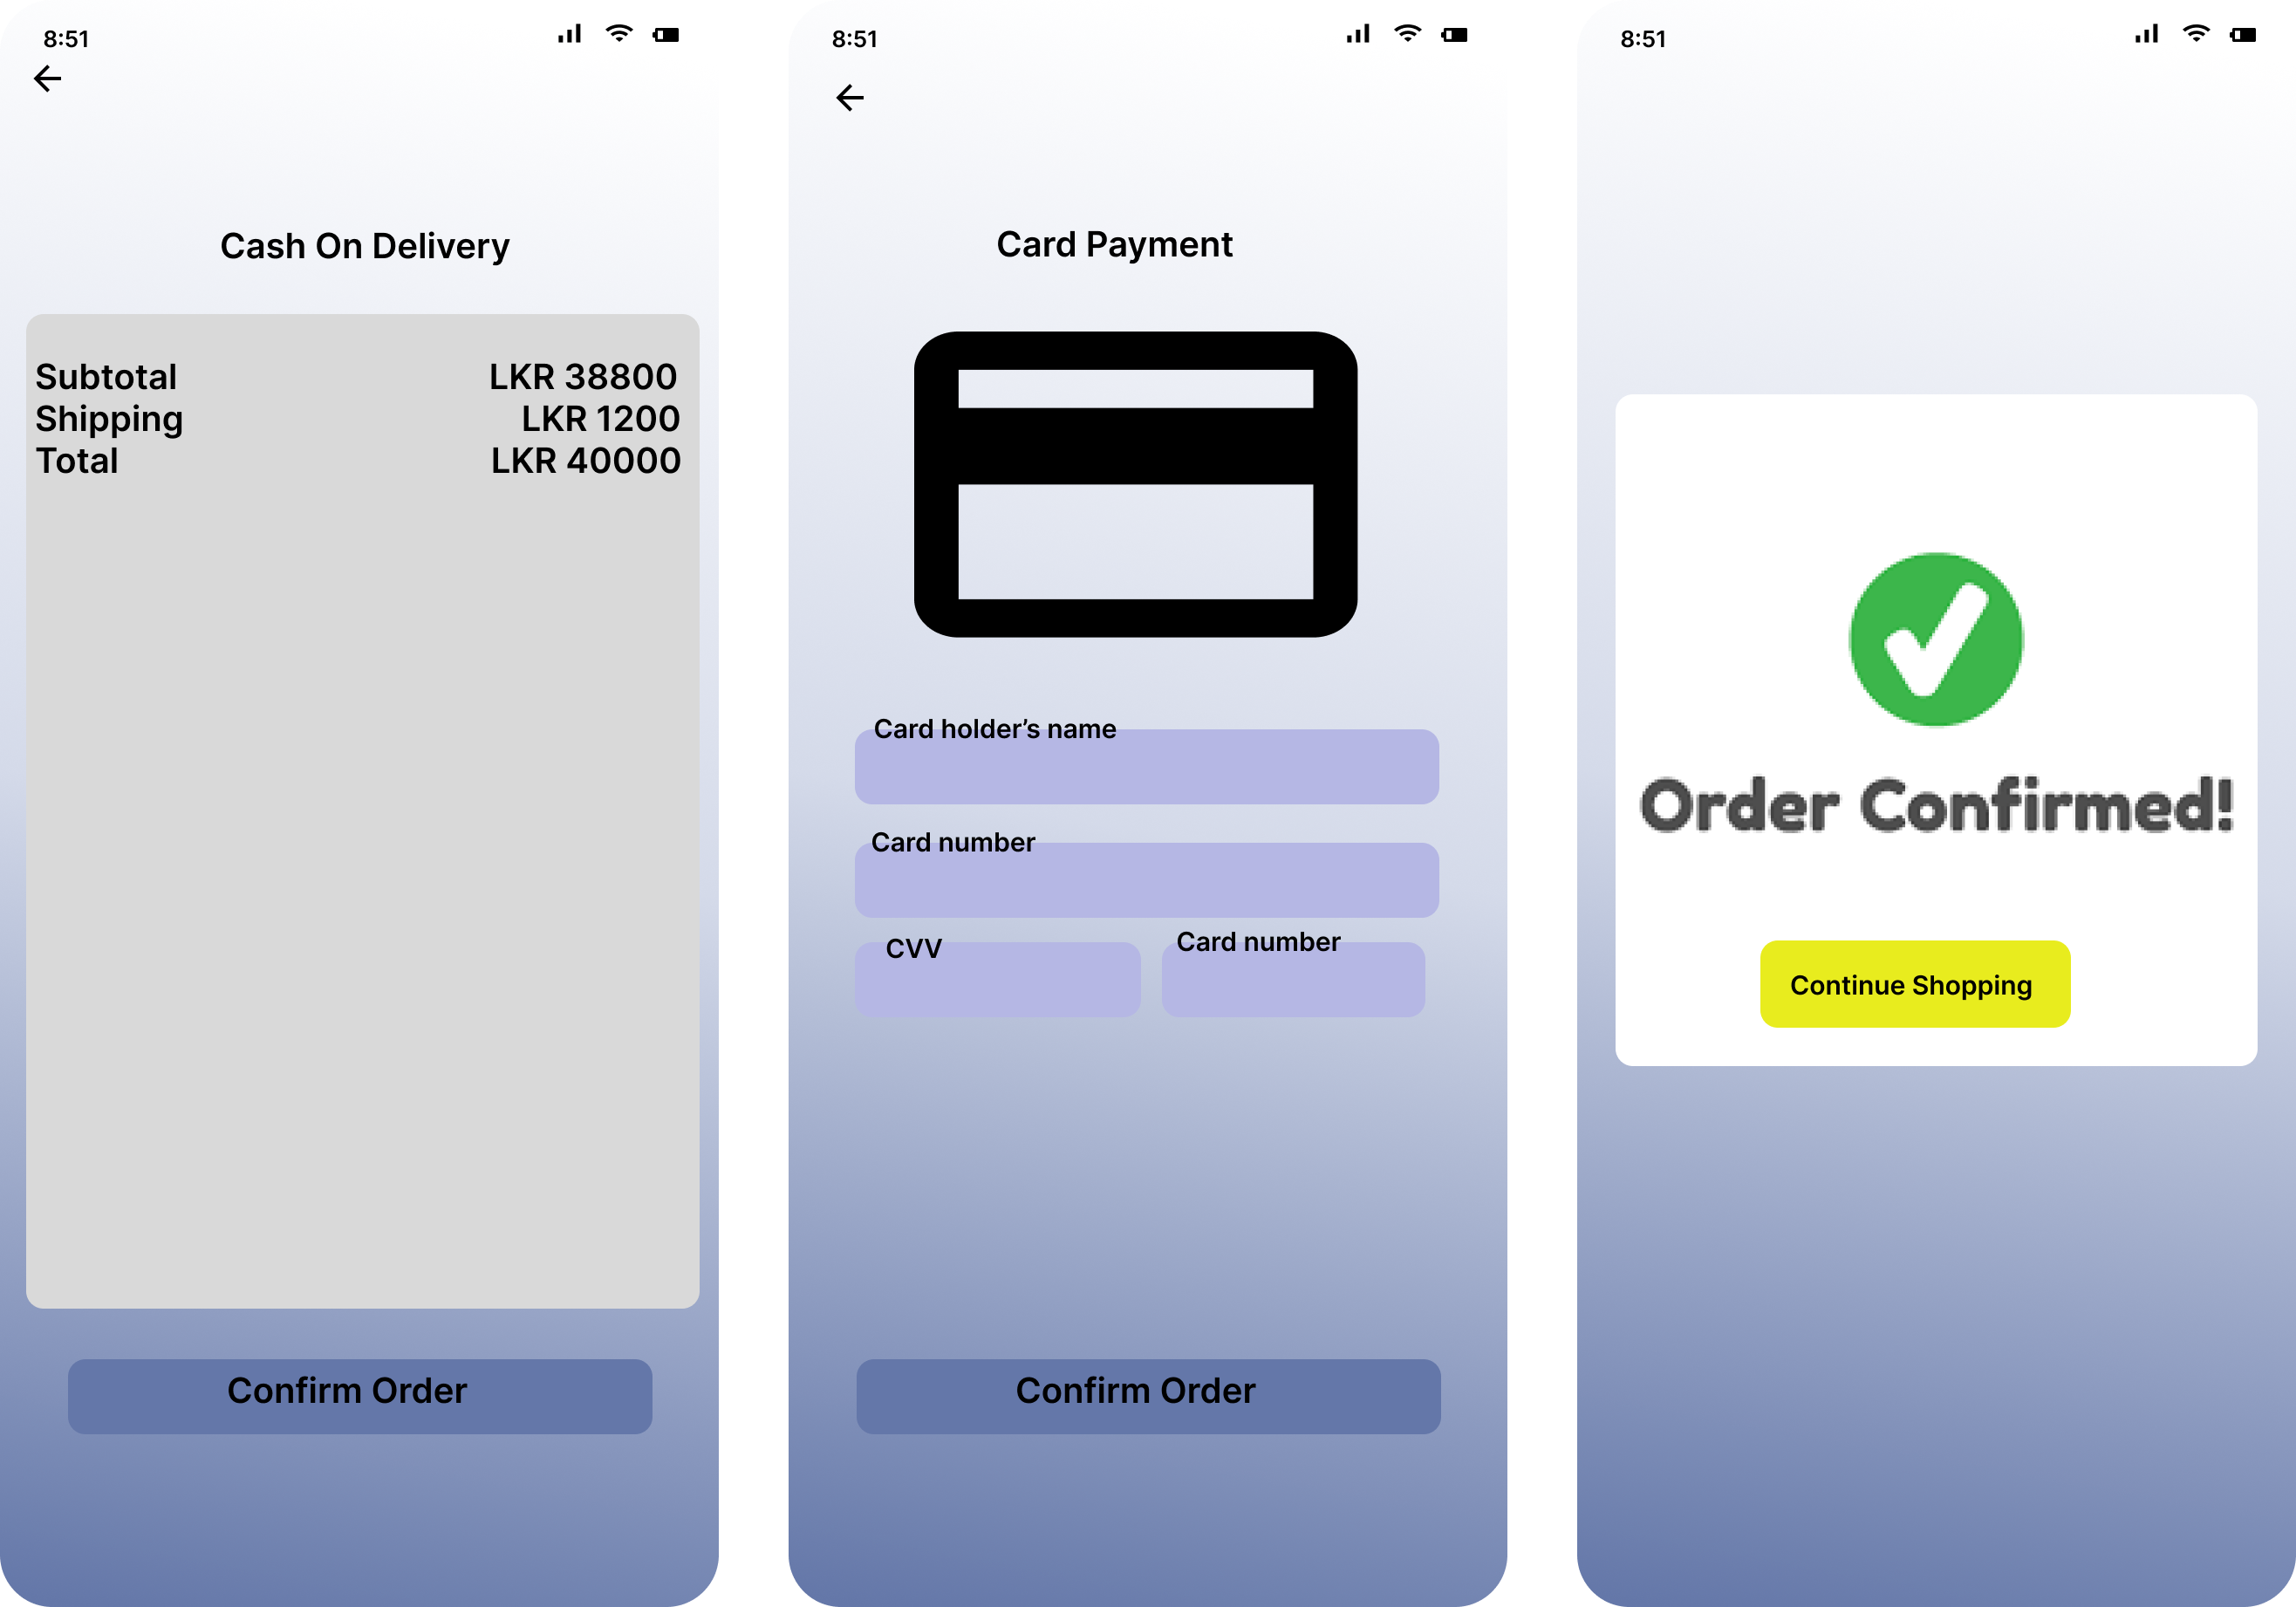 8:51
Cash On Delivery
Subtotal LKR 38800
Shipping LKR 1200
Total LKR 40000
Confirm Order
8:51
Card Payment
Card holder’s name
Card number
CVV Card number
Confirm Order
8:51
Order Confirmed!
Continue Shopping